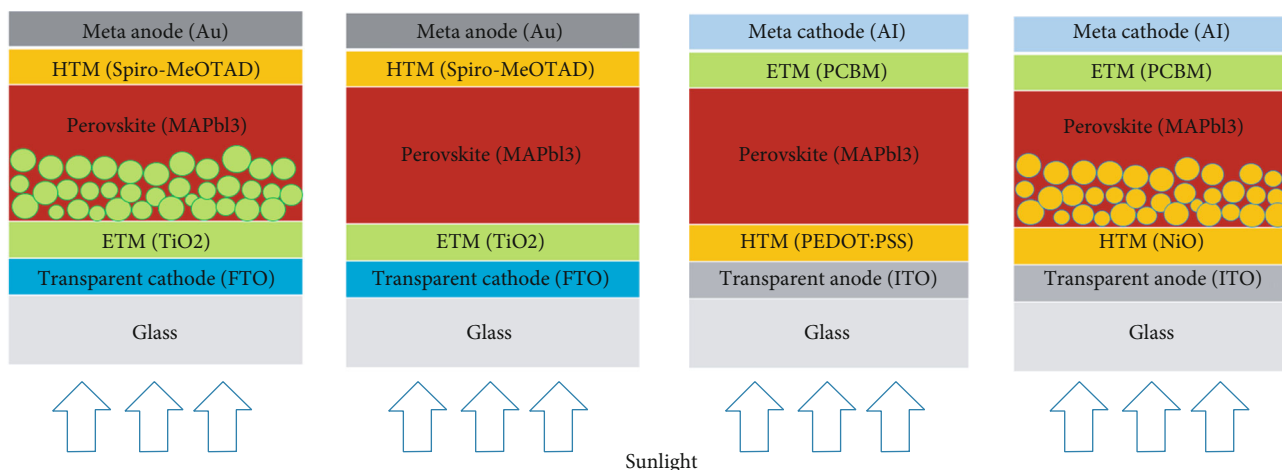 Meta anode (Au)
HTM (Spiro-MeOTAD)
Perovskite (MAPbl3)
ETM (TiO2)
Transparent cathode (FTO)
Glass
Meta anode (Au)
HTM (Spiro-MeOTAD)
Perovskite (MAPbl3)
ETM (TiO2)
Transparent cathode (FTO)
Glass
Meta cathode (AI)
ETM (PCBM)
Perovskite (MAPbl3)
HTM (PEDOT:PSS)
Transparent anode (ITO)
Glass
Meta cathode (AI)
ETM (PCBM)
Perovskite (MAPbl3)
HTM (NiO)
Transparent anode (ITO)
Glass
Sunlight